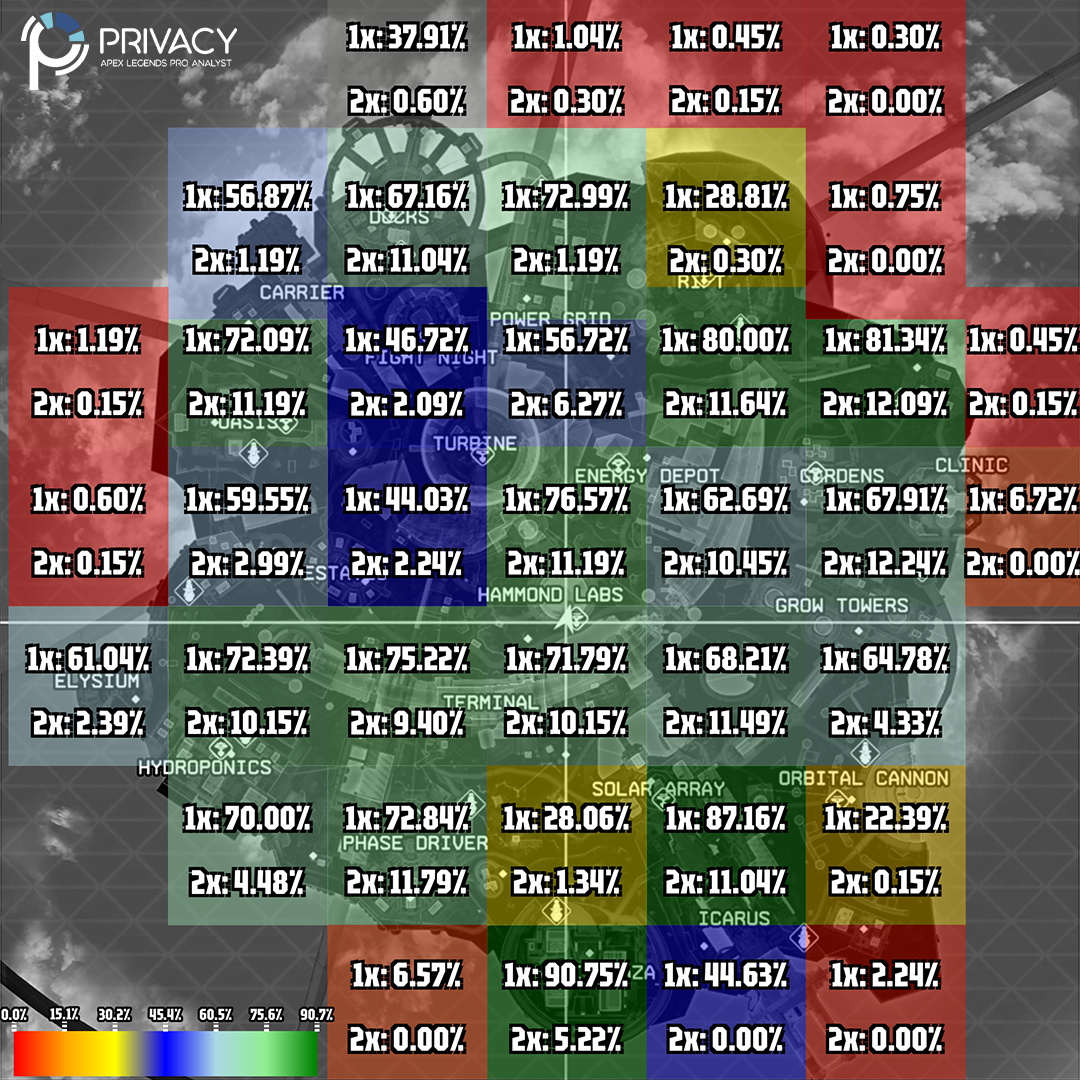 PRIVACY
APEX LEGENDS PRO ANALYST
1x: 37.91% 1x: 1.04% 1x: 0.45% 1x: 0.30%
2x: 0.60% 2x: 0.30% 2x: 0.15% 2x: 0.00%
1x: 56.87% 1x: 67.16% 1x: 72.99% 1x: 28.81% 1x: 0.75%
DOCKS
2x: 1.19% 2x: 11.04% 2x: 1.19% 2x: 0.30% 2x: 0.00%
RIFT
CARRIER
POWER GRID
1x: 1.19% 1x: 72.09% 1x: 46.72% 1x: 56.72% 1x: 80.00% 1x: 81.34% 1x: 0.45%
FIGHT NIGHT
2x: 0.15% 2x: 11.19% 2x: 2.09% 2x: 6.27% 2x: 11.64% 2x: 12.09% 2x: 0.15%
OASIS
TURBINE
CLINIC
ENERGY DEPOT GARDENS
1x: 0.60% 1x: 59.55% 1x: 44.03% 1x: 76.57% 1x: 62.69% 1x: 67.91% 1x: 6.72%
2x: 0.15% 2x: 2.99% 2x: 2.24% 2x: 11.19% 2x: 10.45% 2x: 12.24% 2x: 0.00%
HAMMOND LABS
GROW TOWERS
1x: 61.04% 1x: 72.39% 1x: 75.22% 1x: 71.79% 1x: 68.21% 1x: 64.78%
ELYSIUM
TERMINAL
2x: 2.39% 2x: 10.15% 2x: 9.40% 2x: 10.15% 2x: 11.49% 2x: 4.33%
HYDROPONICS
ORBITAL CANNON
SOLAR ARRAY
1x: 70.00% 1x: 72.84% 1x: 28.06% 1x: 87.16% 1x: 22.39%
PHASE DRIVER
2x: 4.48% 2x: 11.79% 2x: 1.34% 2x: 11.04% 2x: 0.15%
ICARUS
1x: 6.57% 1x: 90.75% 1x: 44.63% 1x: 2.24%
0.0% 15.1% 30.2% 45.4% 60.5% 75.6% 90.7%
2x: 0.00% 2x: 5.22% 2x: 0.00% 2x: 0.00%